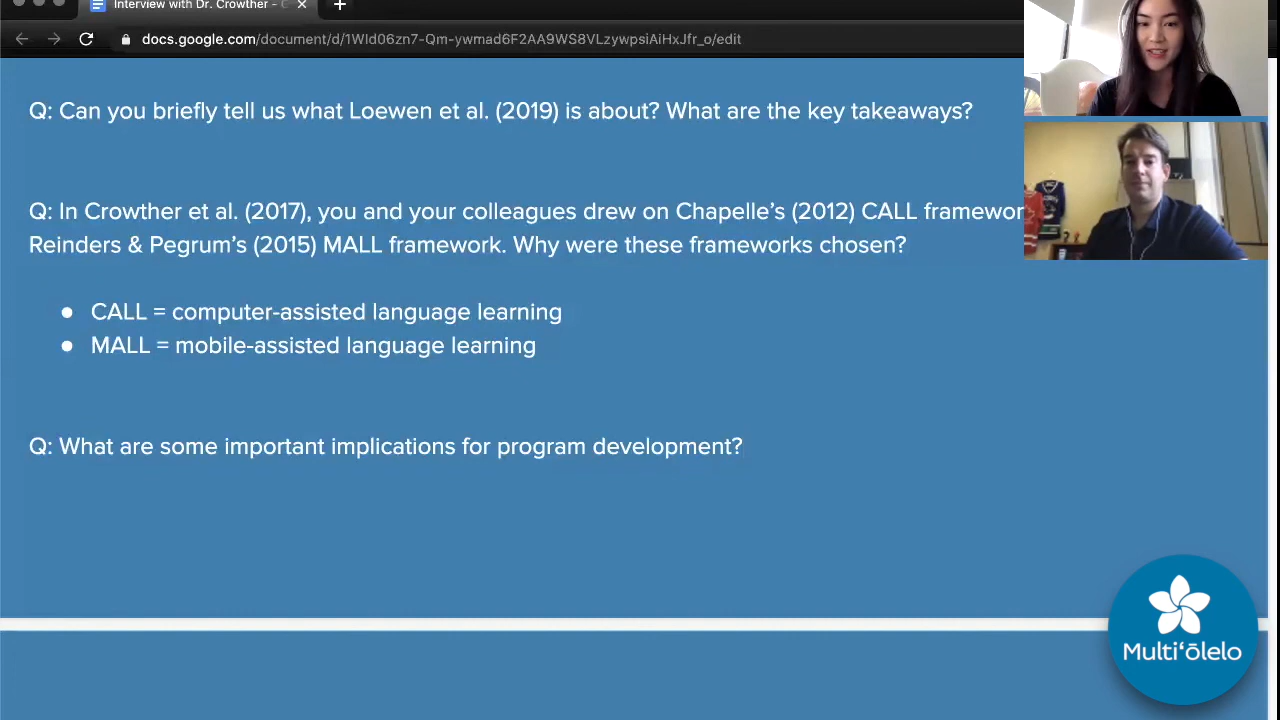 Interview with Dr. Crowther -
docs.google.com/document/d/1Wld06zn7-Qm-ywmad6F2AA9WS8VLzywpsiAiHxJfr_o/edit
Q: Can you briefly tell us what Loewen et al. (2019) is about? What are the key takeaways?
Q: In Crowther et al. (2017), you and your colleagues drew on Chapelle’s (2012) CALL framewor
Reinders & Pegrum’s (2015) MALL framework. Why were these frameworks chosen?
● CALL = computer-assisted language learning
● MALL = mobile-assisted language learning
Q: What are some important implications for program development?
Multi‘ōlelo